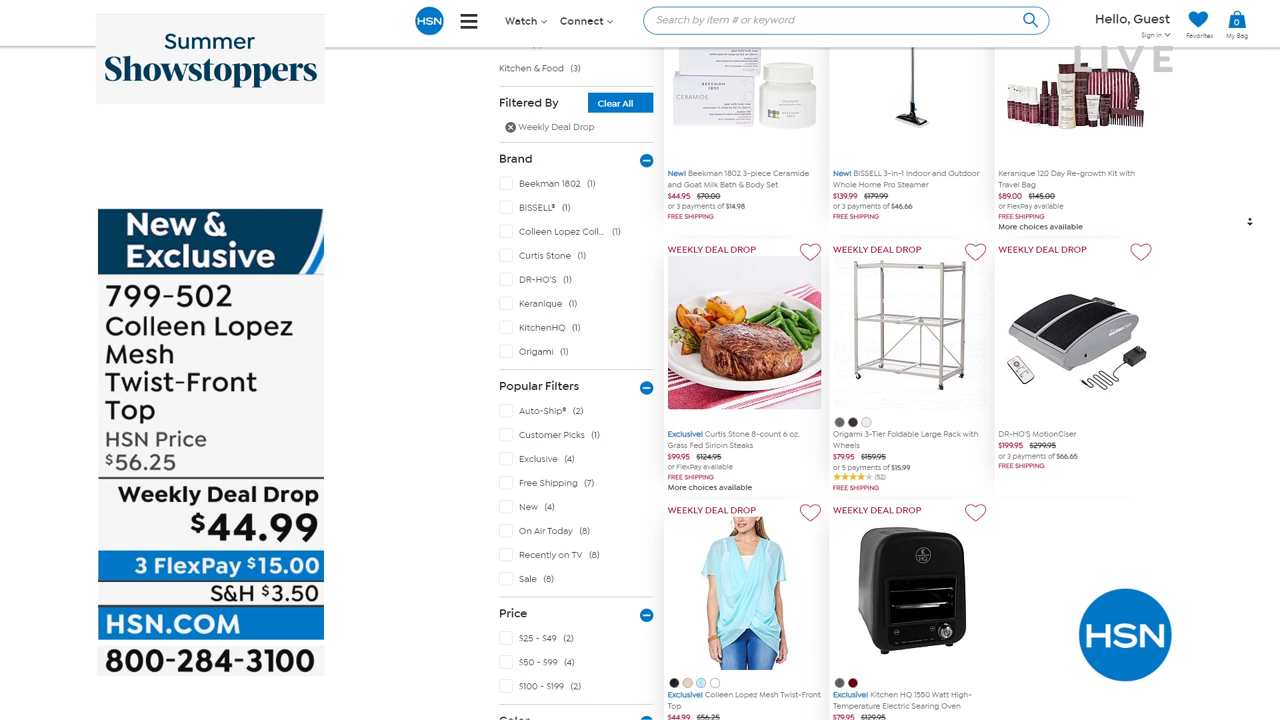 HSN
Watch
Connect
Search by item # or keyword
Hello, Guest
Sign in
Favorites
0
My Bag
LIVE
Summer
Showstoppers
New &
Exclusive
799-502
Colleen Lopez
Mesh
Twist-Front
Top
HSN Price
$56.25
Weekly Deal Drop
$44.99
3 FlexPay $15.00
S&H $3.50
HSN.COM
800-284-3100
Kitchen & Food (3)
Filtered By
Clear All
Weekly Deal Drop
Brand
Beekman 1802 (1)
BISSELL® (1)
Colleen Lopez Coll... (1)
Curtis Stone (1)
DR-HO'S (1)
Keranique (1)
KitchenHQ (1)
Origami (1)
Popular Filters
Auto-Ship® (2)
Customer Picks (1)
Exclusive (4)
Free Shipping (7)
New (4)
On Air Today (8)
Recently on TV (8)
Sale (8)
Price
$25 - $49 (2)
$50 - $99 (4)
$100 - $199 (2)
CERAMIDE
New! Beekman 1802 3-piece Ceramide
and Goat Milk Bath & Body Set
$44.95 $70.00
or 3 payments of $14.98
FREE SHIPPING
New! BISSELL 3-in-1 Indoor and Outdoor
Whole Home Pro Steamer
$139.99 $179.99
or 3 payments of $46.66
FREE SHIPPING
Keranique 120 Day Re-growth Kit with
Travel Bag
$89.00 $145.00
or FlexPay available
FREE SHIPPING
More choices available
WEEKLY DEAL DROP
Exclusive! Curtis Stone 8-count 6 oz.
Grass Fed Sirloin Steaks
$99.95 $124.95
or FlexPay available
FREE SHIPPING
More choices available
WEEKLY DEAL DROP
Origami 3-Tier Foldable Large Rack with
Wheels
$79.95 $159.95
or 5 payments of $15.99
(52)
FREE SHIPPING
WEEKLY DEAL DROP
DR-HO'S MotionCiser
$199.95 $299.95
or 3 payments of $66.65
FREE SHIPPING
WEEKLY DEAL DROP
Exclusive! Colleen Lopez Mesh Twist-Front
Top
$44.99 $56.25
WEEKLY DEAL DROP
Exclusive! Kitchen HQ 1550 Watt High-
Temperature Electric Searing Oven
$79.95 $129.95
HSN